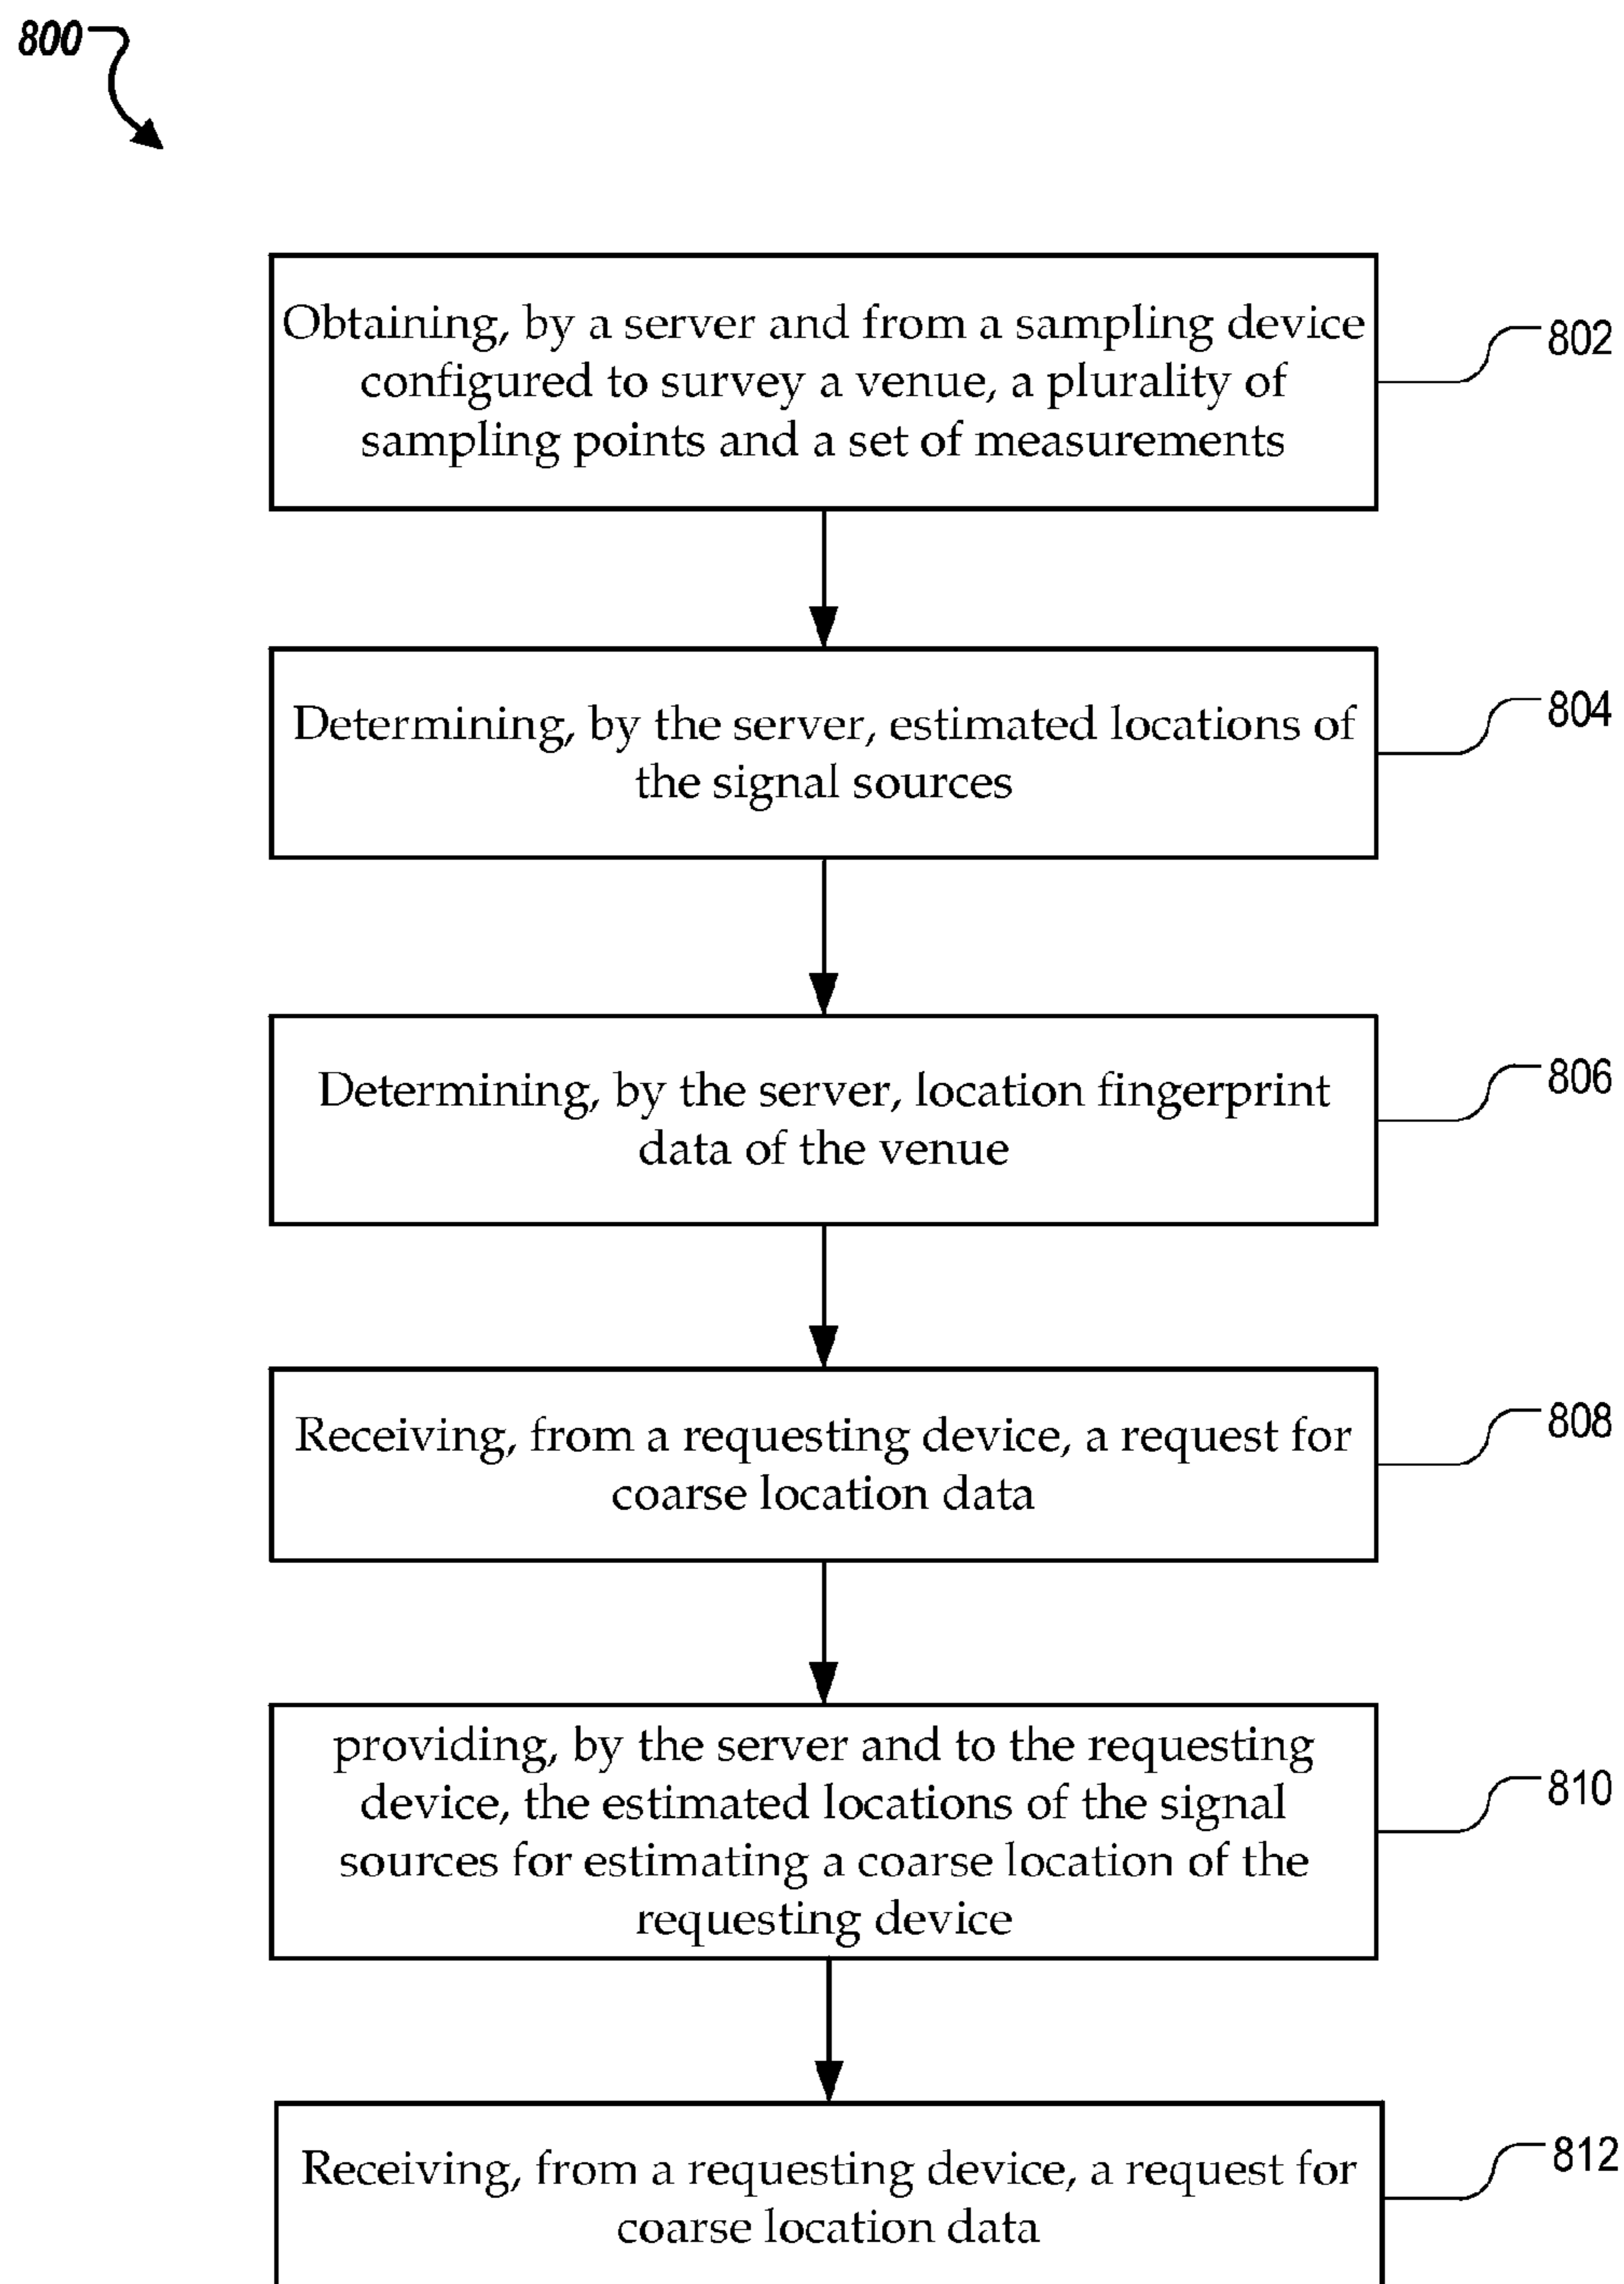 800
Obtaining, by a server and from a sampling device
configured to survey a venue, a plurality of
sampling points and a set of measurements
802
Determining, by the server, estimated locations of
the signal sources
804
Determining, by the server, location fingerprint
data of the venue
806
Receiving, from a requesting device, a request for
coarse location data
808
providing, by the server and to the requesting
device, the estimated locations of the signal
sources for estimating a coarse location of the
requesting device
810
Receiving, from a requesting device, a request for
coarse location data
812